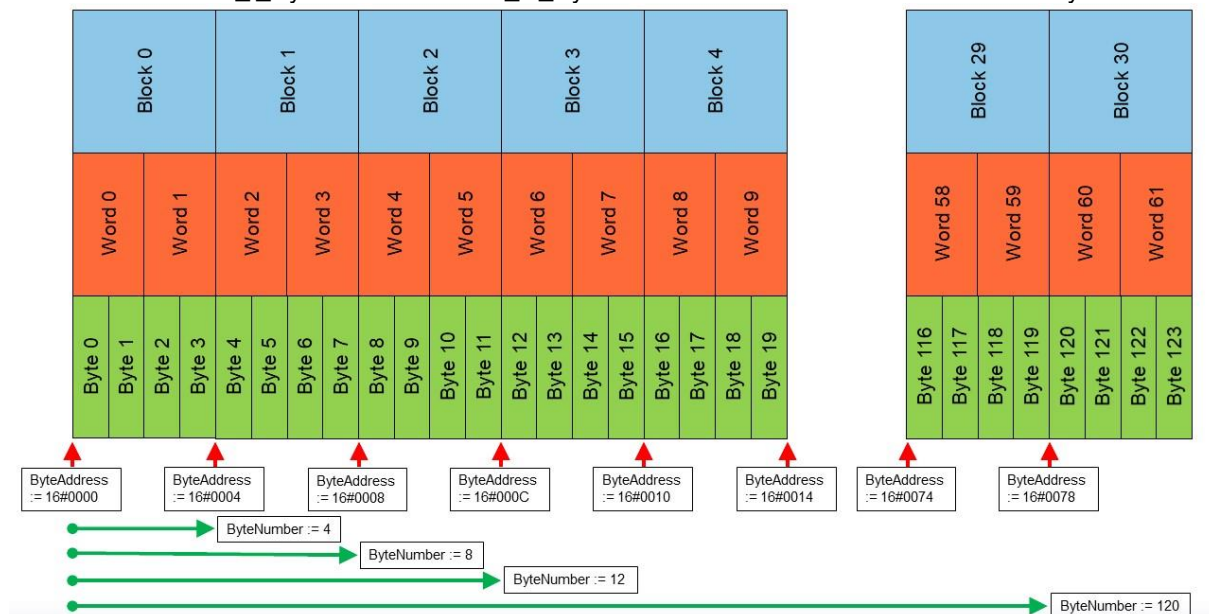 Block 0
Block 1
Block 2
Block 3
Block 4
Block 29
Block 30
Word 0
Word 1
Word 2
Word 3
Word 4
Word 5
Word 6
Word 7
Word 8
Word 9
Word 58
Word 59
Word 60
Word 61
Byte 0
Byte 1
Byte 2
Byte 3
Byte 4
Byte 5
Byte 6
Byte 7
Byte 8
Byte 9
Byte 10
Byte 11
Byte 12
Byte 13
Byte 14
Byte 15
Byte 16
Byte 17
Byte 18
Byte 19
Byte 116
Byte 117
Byte 118
Byte 119
Byte 120
Byte 121
Byte 122
Byte 123
ByteAddress
:= 16#0000
ByteAddress
:= 16#0004
ByteAddress
:= 16#0008
ByteAddress
:= 16#000C
ByteAddress
:= 16#0010
ByteAddress
:= 16#0014
ByteAddress
:= 16#0074
ByteAddress
:= 16#0078
ByteNumber := 4
ByteNumber := 8
ByteNumber := 12
ByteNumber := 120